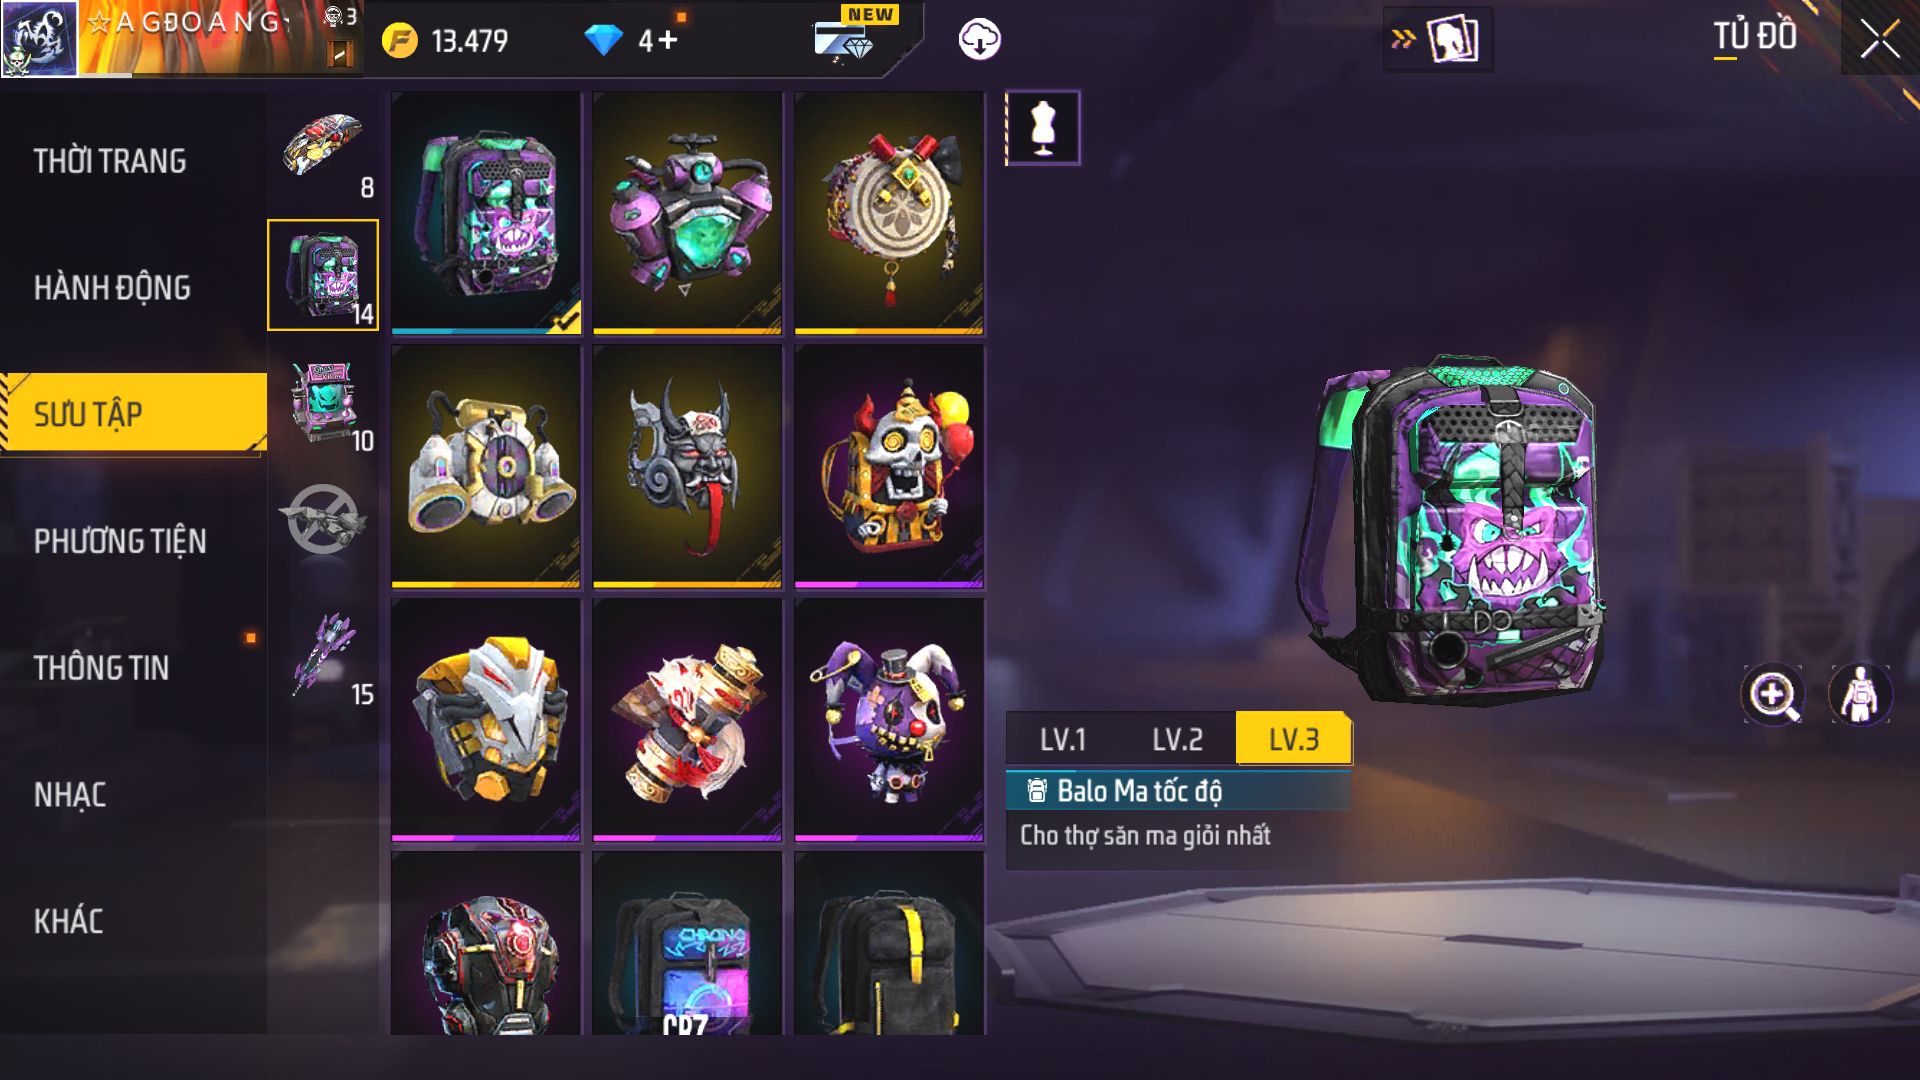 ☆AGĐOANG
3
13.479
4+
NEW
TỦ ĐỒ
THỜI TRANG
HÀNH ĐỘNG
SƯU TẬP
PHƯƠNG TIỆN
THÔNG TIN
NHẠC
KHÁC
8
14
10
15
CHRONO
CR7
LV.1
LV.2
LV.3
Balo Ma tốc độ
Cho thợ săn ma giỏi nhất